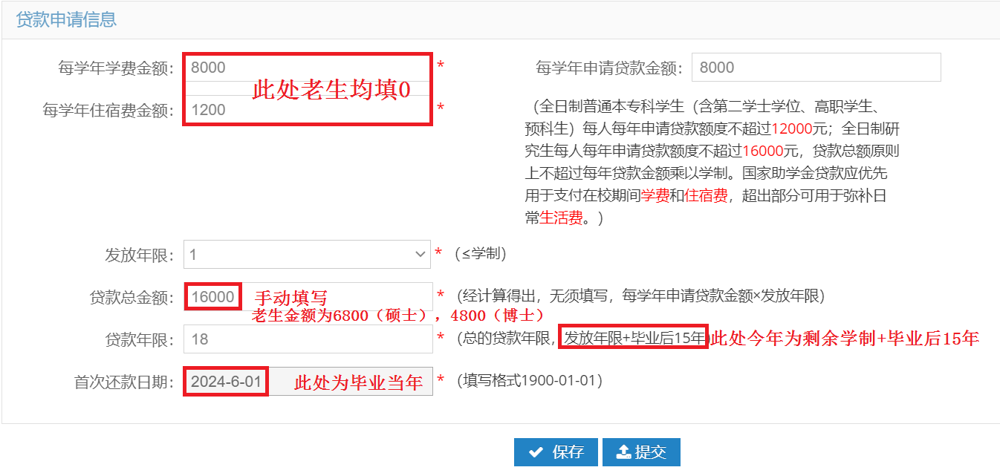 贷款申请信息
每学年学费金额： 8000 * 每学年申请贷款金额： 8000
此处老生均填0
每学年住宿费金额： 1200 *
（全日制普通本专科学生（含第二学士学位、高职学生、
预科生）每人每年申请贷款额度不超过12000元；全日制研
究生每人每年申请贷款额度不超过16000元，贷款总额原则
上不超过每年贷款金额乘以学制。国家助学金贷款应优先
用于支付在校期间学费和住宿费，超出部分可用于弥补日
常生活费。）
发放年限： 1 * （≤学制）
贷款总金额： 16000 手动填写 * （经计算得出，无须填写，每学年申请贷款金额×发放年限）
老生金额为6800（硕士），4800（博士）
贷款年限： 18 * （总的贷款年限，发放年限+毕业后15年）此处今年为剩余学制+毕业后15年
首次还款日期： 2024-6-01 此处为毕业当年 * （填写格式1900-01-01）
保存 提交